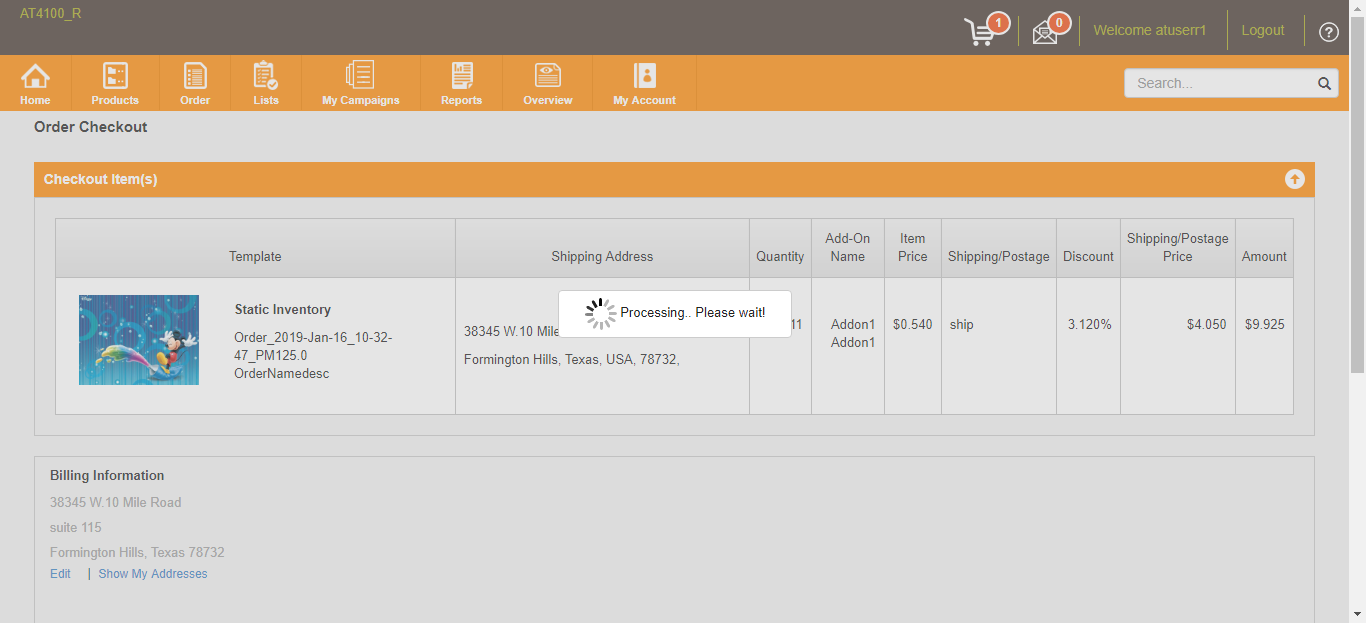 AT4100_R
1
0
Welcome atuserr1
Logout
?
Home
Products
Order
Lists
My Campaigns
Reports
Overview
My Account
Search...
Order Checkout
Checkout Item(s)
Template
Shipping Address
Quantity
Add-On
Name
Item
Price
Shipping/Postage
Discount
Shipping/Postage
Price
Amount
Static Inventory
Order_2019-Jan-16_10-32-
47_PM125.0
OrderNamedesc
38345 W.10 Mile
Formington Hills, Texas, USA, 78732,
Processing.. Please wait!
11
Addon1
Addon1
$0.540
ship
3.120%
$4.050
$9.925
Billing Information
38345 W.10 Mile Road
suite 115
Formington Hills, Texas 78732
Edit | Show My Addresses